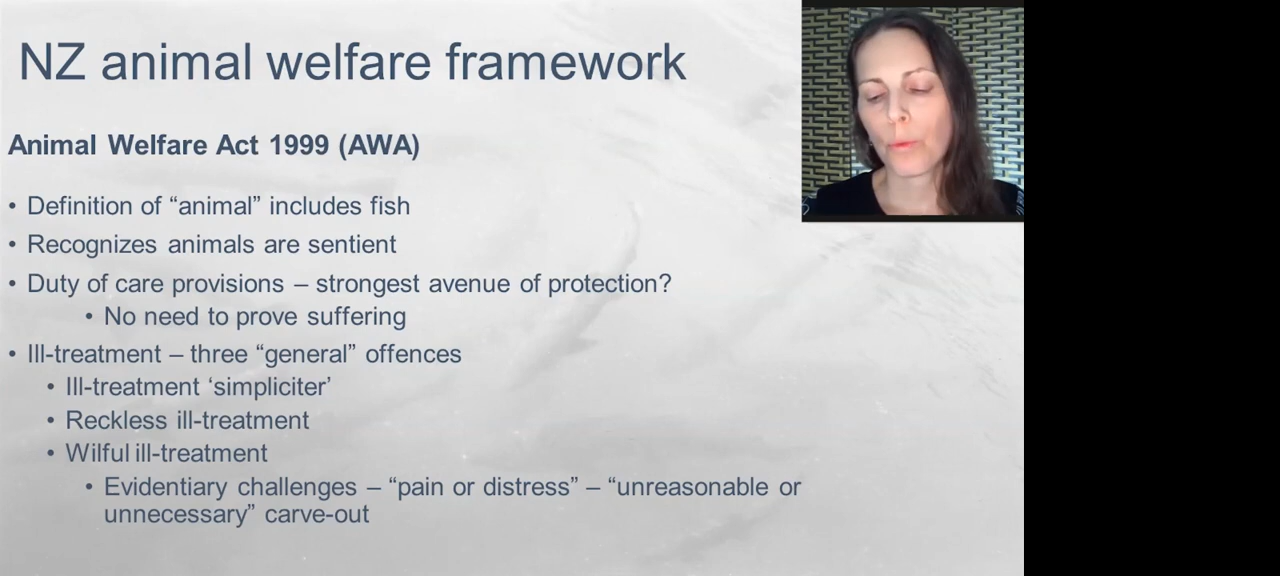 NZ animal welfare framework
Animal Welfare Act 1999 (AWA)
• Definition of “animal” includes fish
• Recognizes animals are sentient
• Duty of care provisions – strongest avenue of protection?
• No need to prove suffering
• Ill-treatment – three “general” offences
• Ill-treatment ‘simpliciter’
• Reckless ill-treatment
• Wilful ill-treatment
• Evidentiary challenges – “pain or distress” – “unreasonable or
unnecessary” carve-out